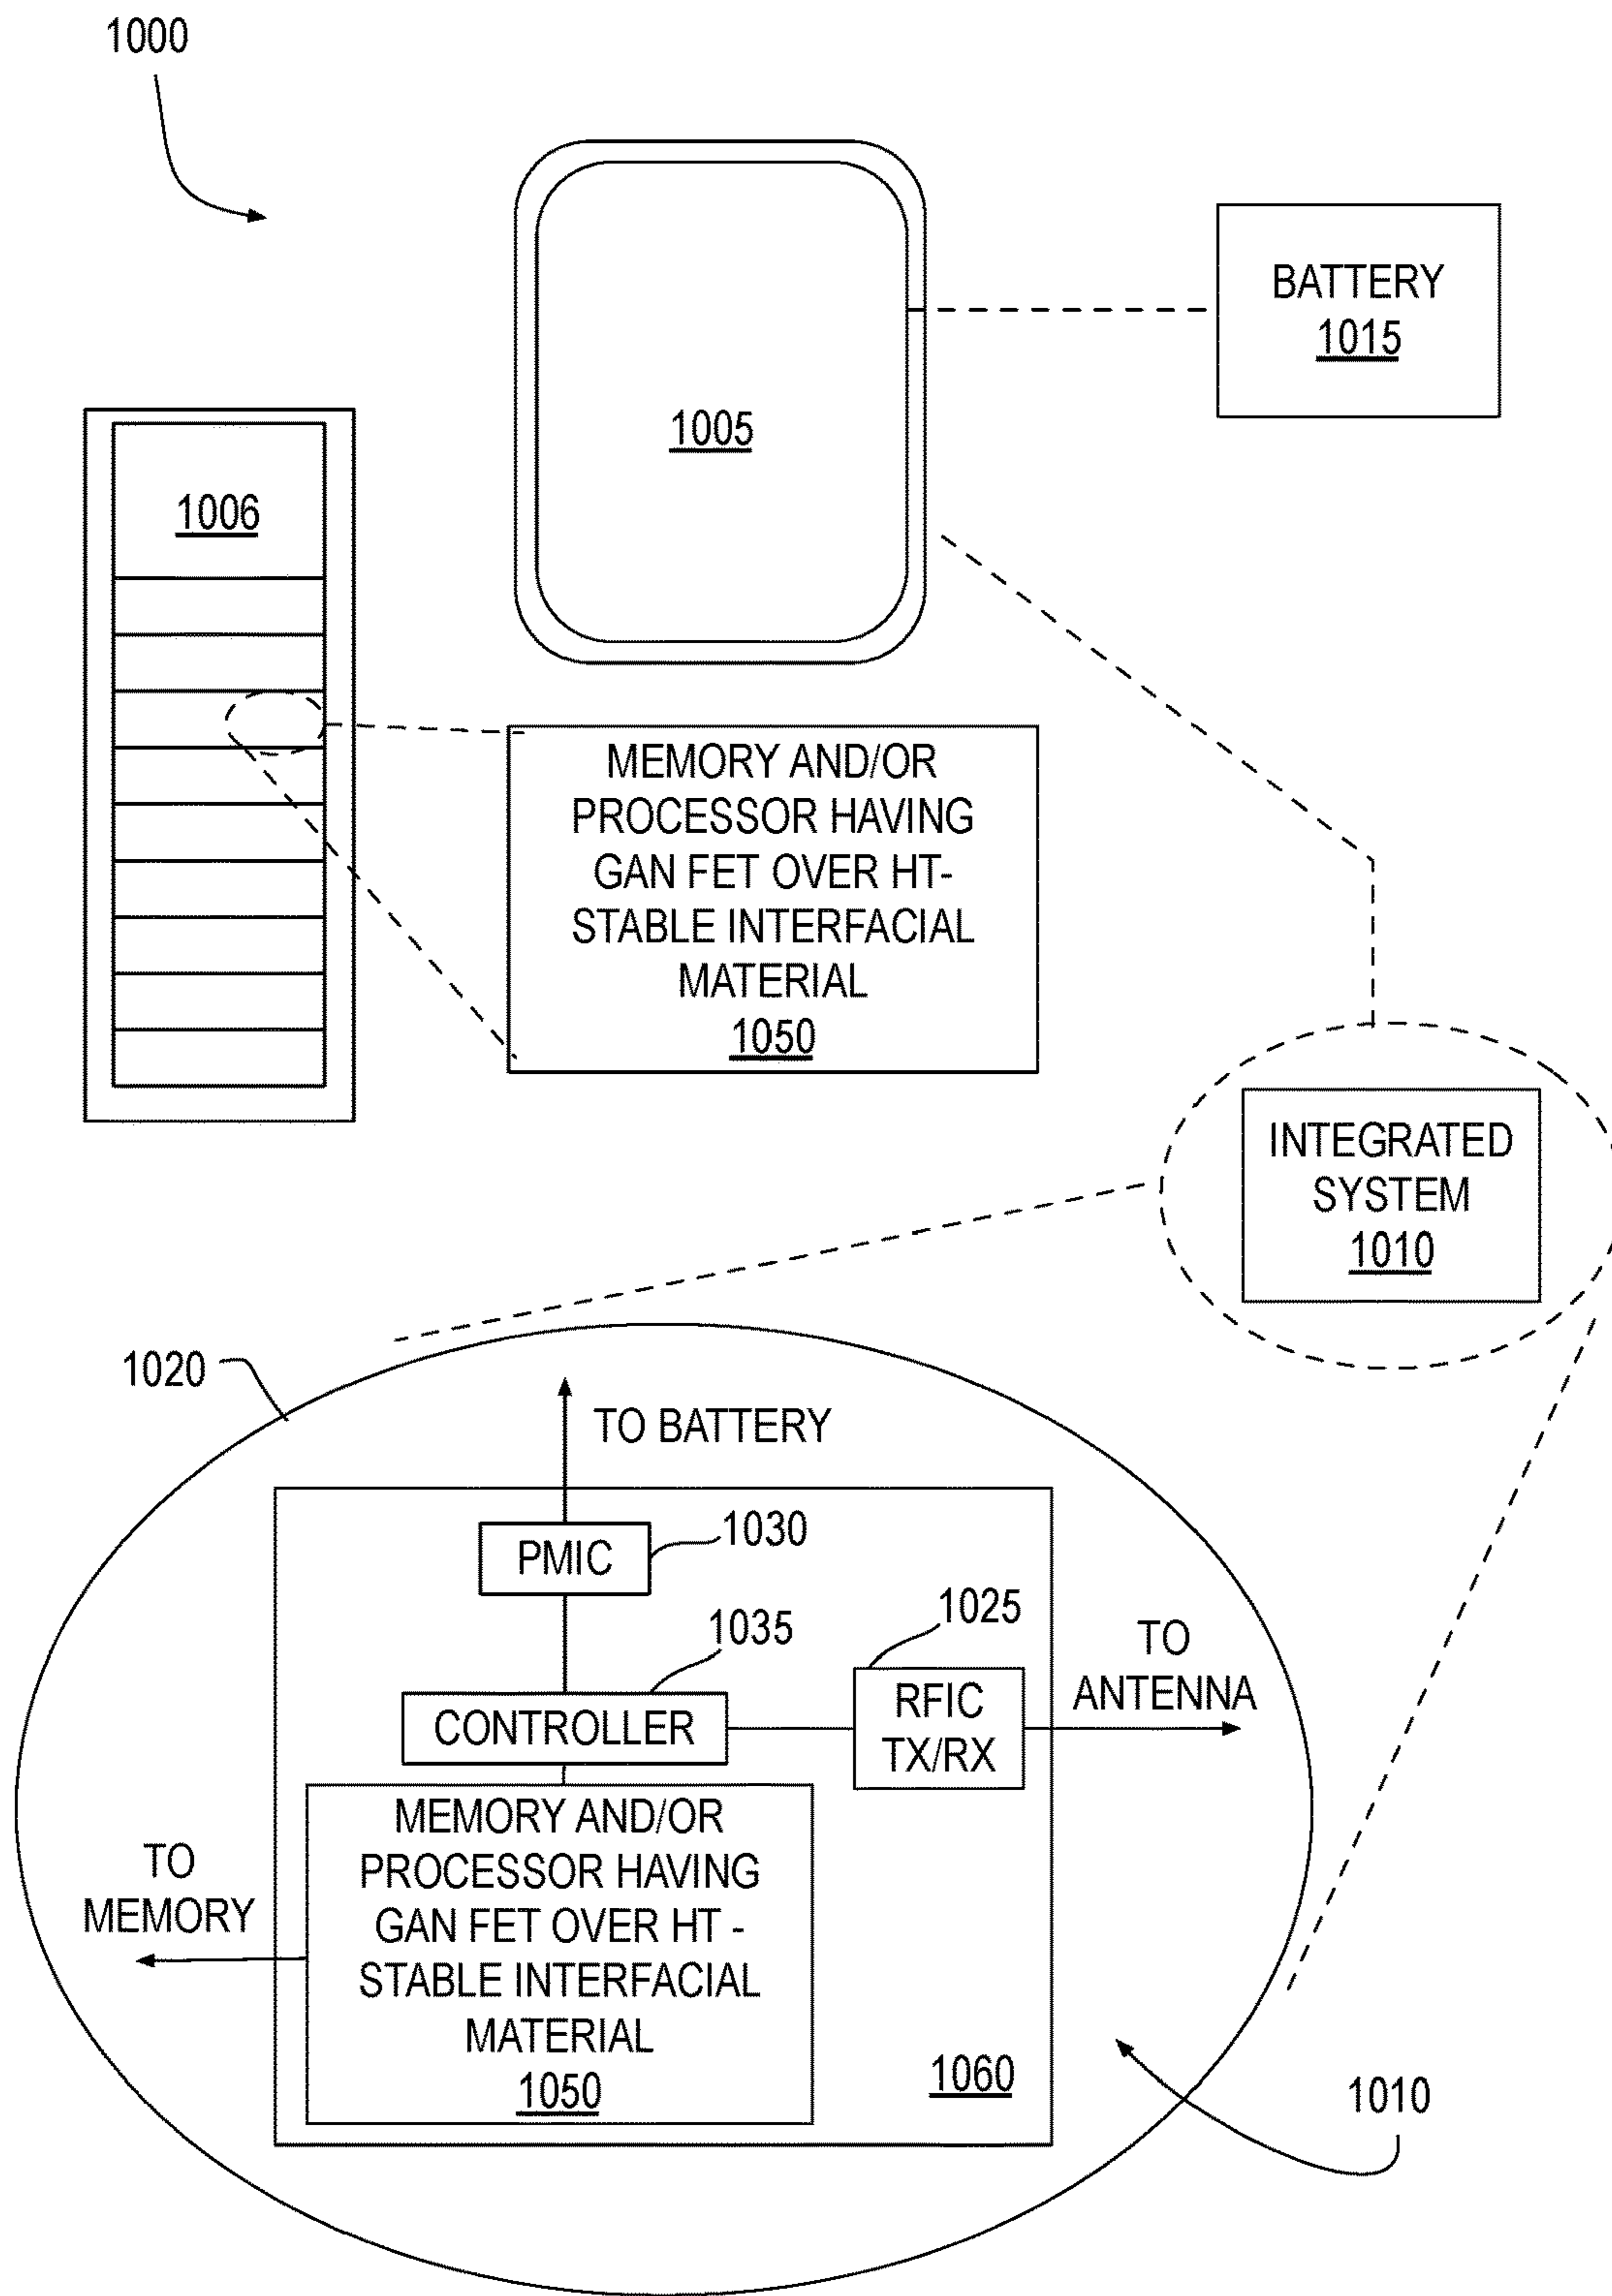 1000
BATTERY
1015
1005
1006
MEMORY AND/OR
PROCESSOR HAVING
GAN FET OVER HT-
STABLE INTERFACIAL
MATERIAL
1050
INTEGRATED
SYSTEM
1010
1020
TO BATTERY
PMIC
1030
1035
1025
CONTROLLER
RFIC
TX/RX
TO
ANTENNA
MEMORY AND/OR
PROCESSOR HAVING
GAN FET OVER HT -
STABLE INTERFACIAL
MATERIAL
1050
TO
MEMORY
1060
1010